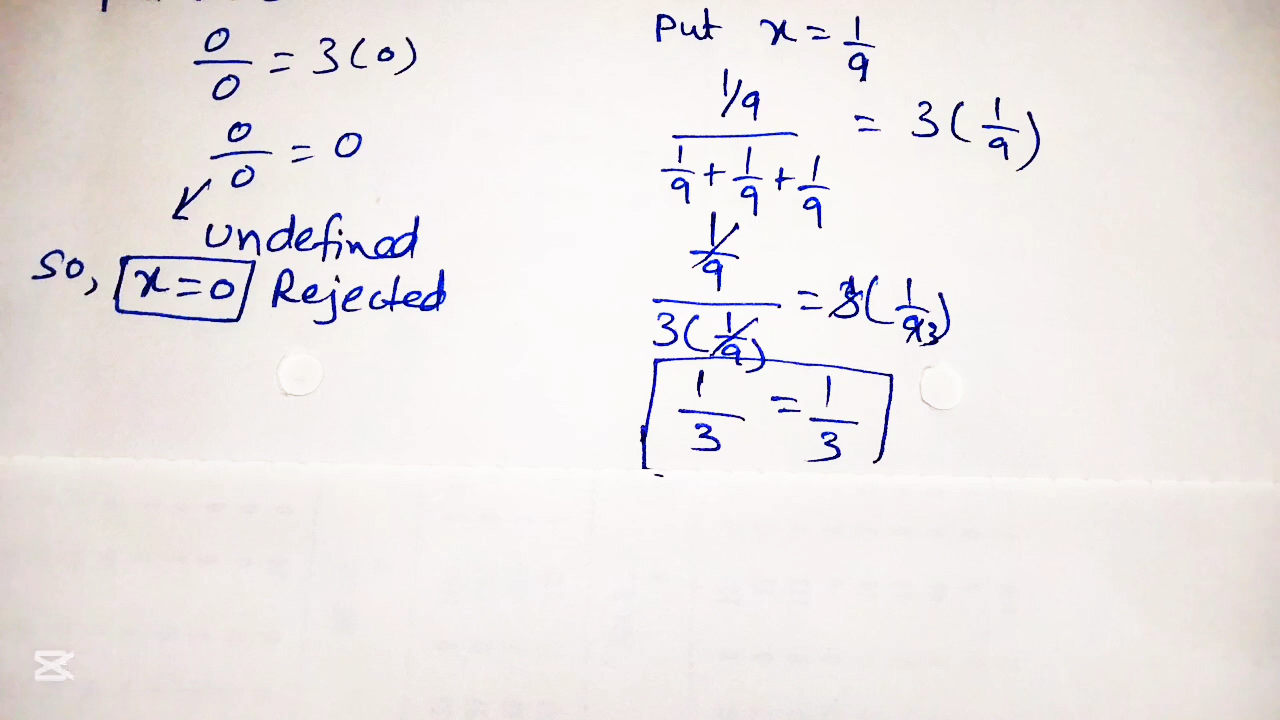 0/0 = 3(0)
0/0 = 0
undefined
so, x=0 Rejected
Put x = 1/9
(1/9)/(1/9 + 1/9 + 1/9) = 3(1/9)
(1/9)/(3(1/9)) = 3(1/9 3)
1/3 = 1/3